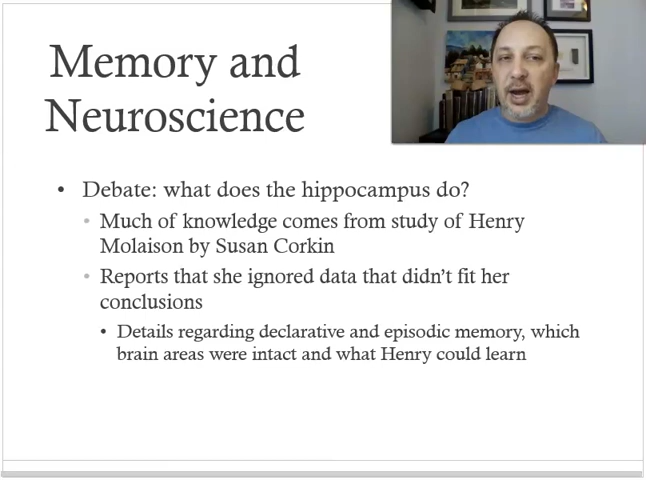 Memory and
Neuroscience
• Debate: what does the hippocampus do?
• Much of knowledge comes from study of Henry
Molaison by Susan Corkin
• Reports that she ignored data that didn't fit her
conclusions
• Details regarding declarative and episodic memory, which
brain areas were intact and what Henry could learn